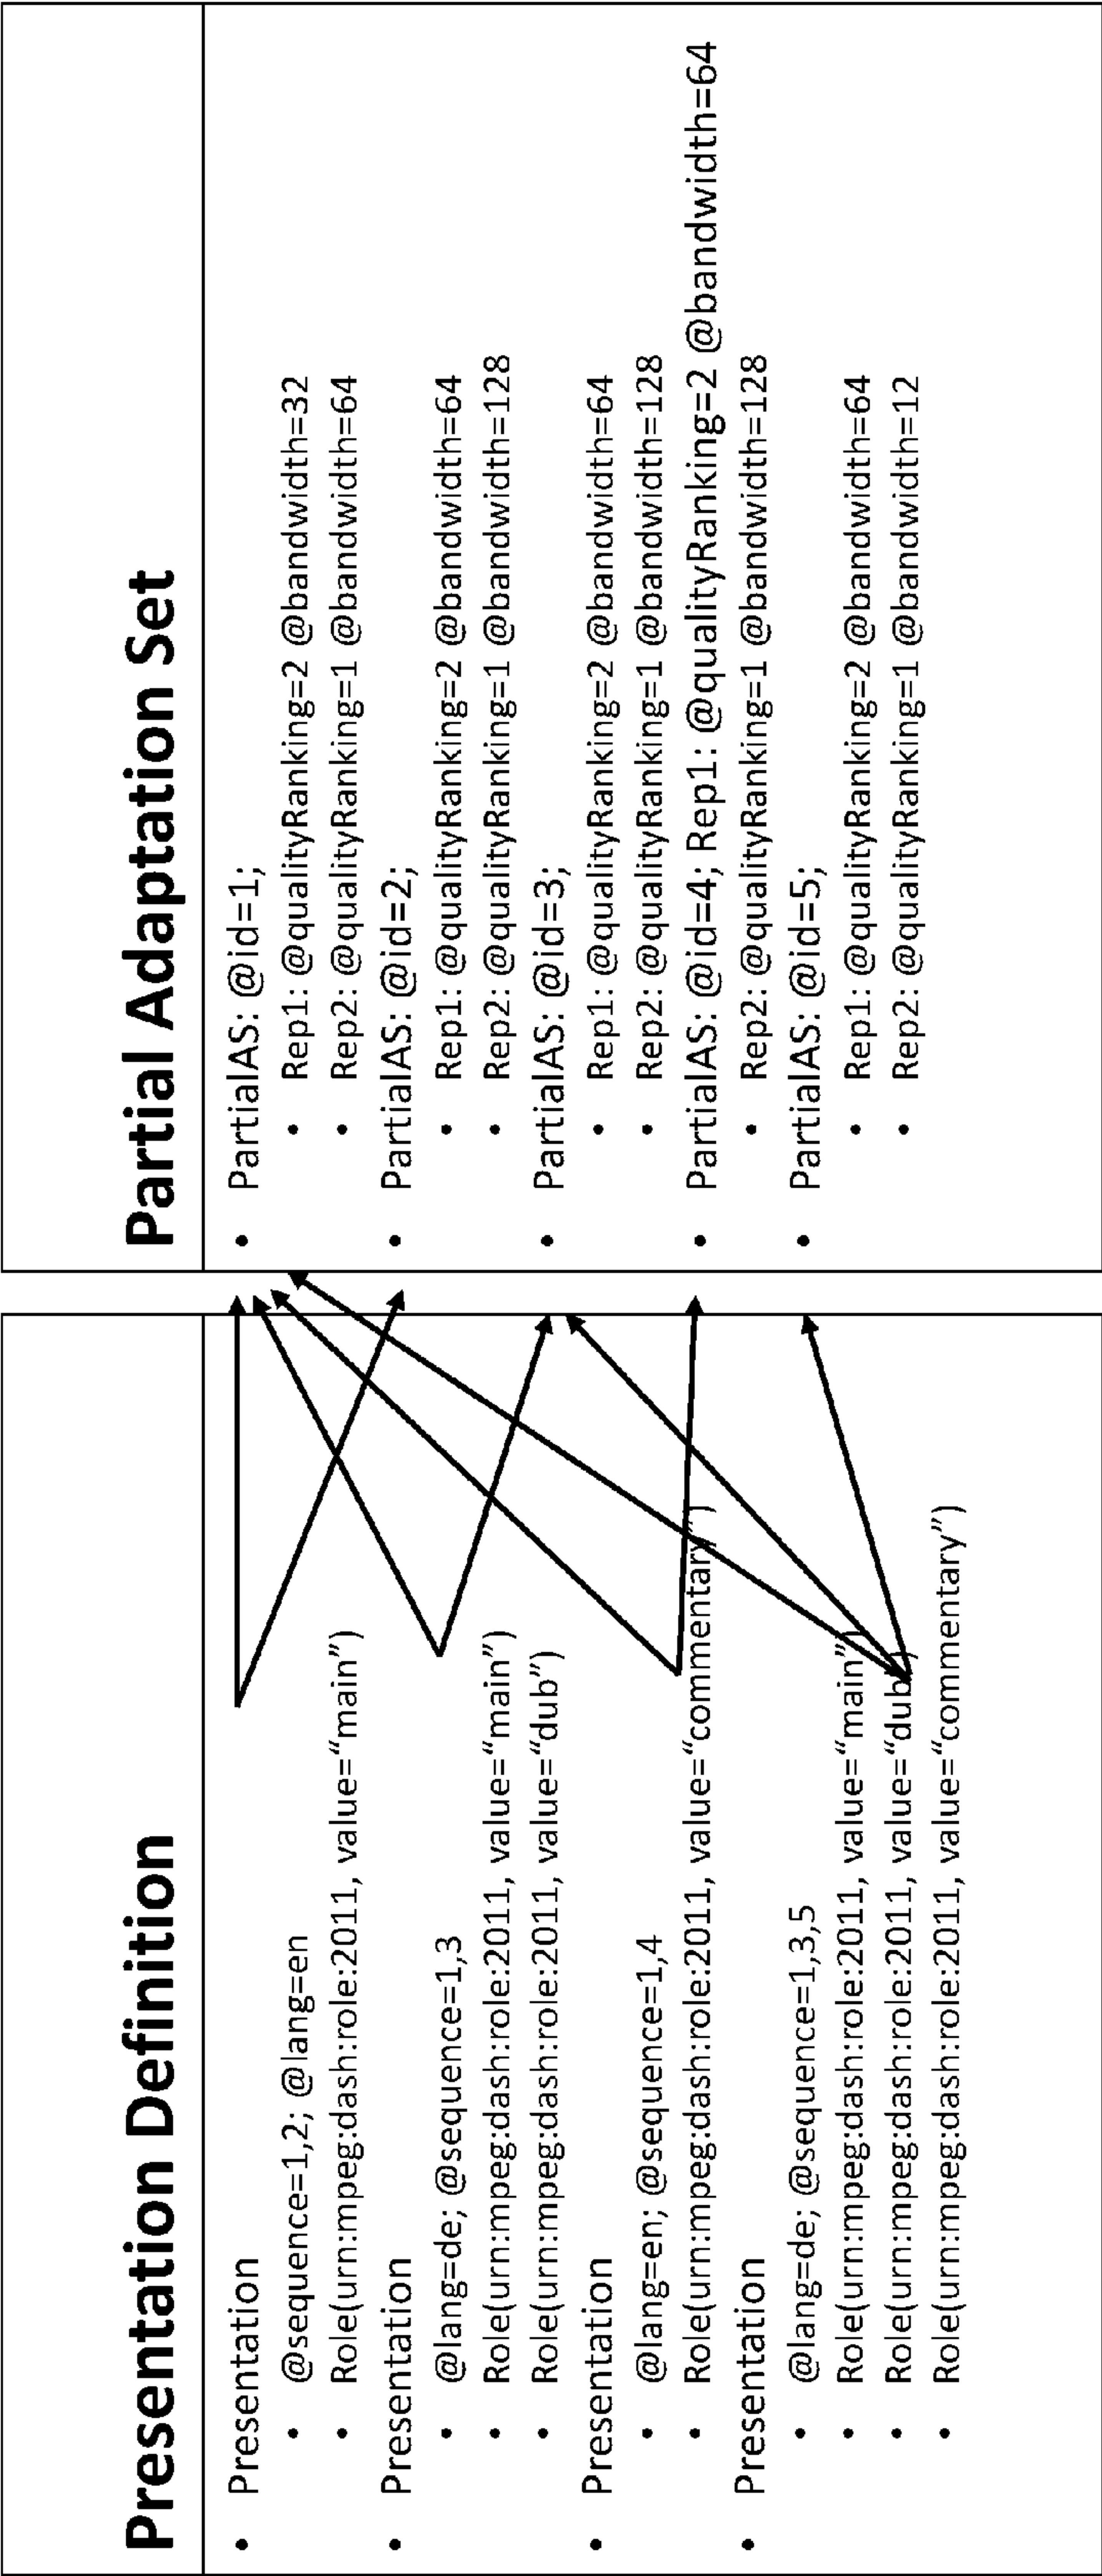 Presentation Definition
• Presentation
• @sequence=1,2; @lang=en
• Role(urn:mpeg:dash:role:2011, value=“main”)
• Presentation
• @lang=de; @sequence=1,3
• Role(urn:mpeg:dash:role:2011, value=“main”)
• Role(urn:mpeg:dash:role:2011, value=“dub”)
• Presentation
• @lang=en; @sequence=1,4
• Role(urn:mpeg:dash:role:2011, value=“commentary”)
• Presentation
• @lang=de; @sequence=1,3,5
• Role(urn:mpeg:dash:role:2011, value=“main”)
• Role(urn:mpeg:dash:role:2011, value=“dub”)
• Role(urn:mpeg:dash:role:2011, value=“commentary”)
Partial Adaptation Set
• PartialAS: @id=1;
• Rep1: @qualityRanking=2 @bandwidth=32
• Rep2: @qualityRanking=1 @bandwidth=64
• PartialAS: @id=2;
• Rep1: @qualityRanking=2 @bandwidth=64
• Rep2: @qualityRanking=1 @bandwidth=128
• PartialAS: @id=3;
• Rep1: @qualityRanking=2 @bandwidth=64
• Rep2: @qualityRanking=1 @bandwidth=128
• PartialAS: @id=4; Rep1: @qualityRanking=2 @bandwidth=64
• Rep2: @qualityRanking=1 @bandwidth=128
• PartialAS: @id=5;
• Rep1: @qualityRanking=2 @bandwidth=64
• Rep2: @qualityRanking=1 @bandwidth=12